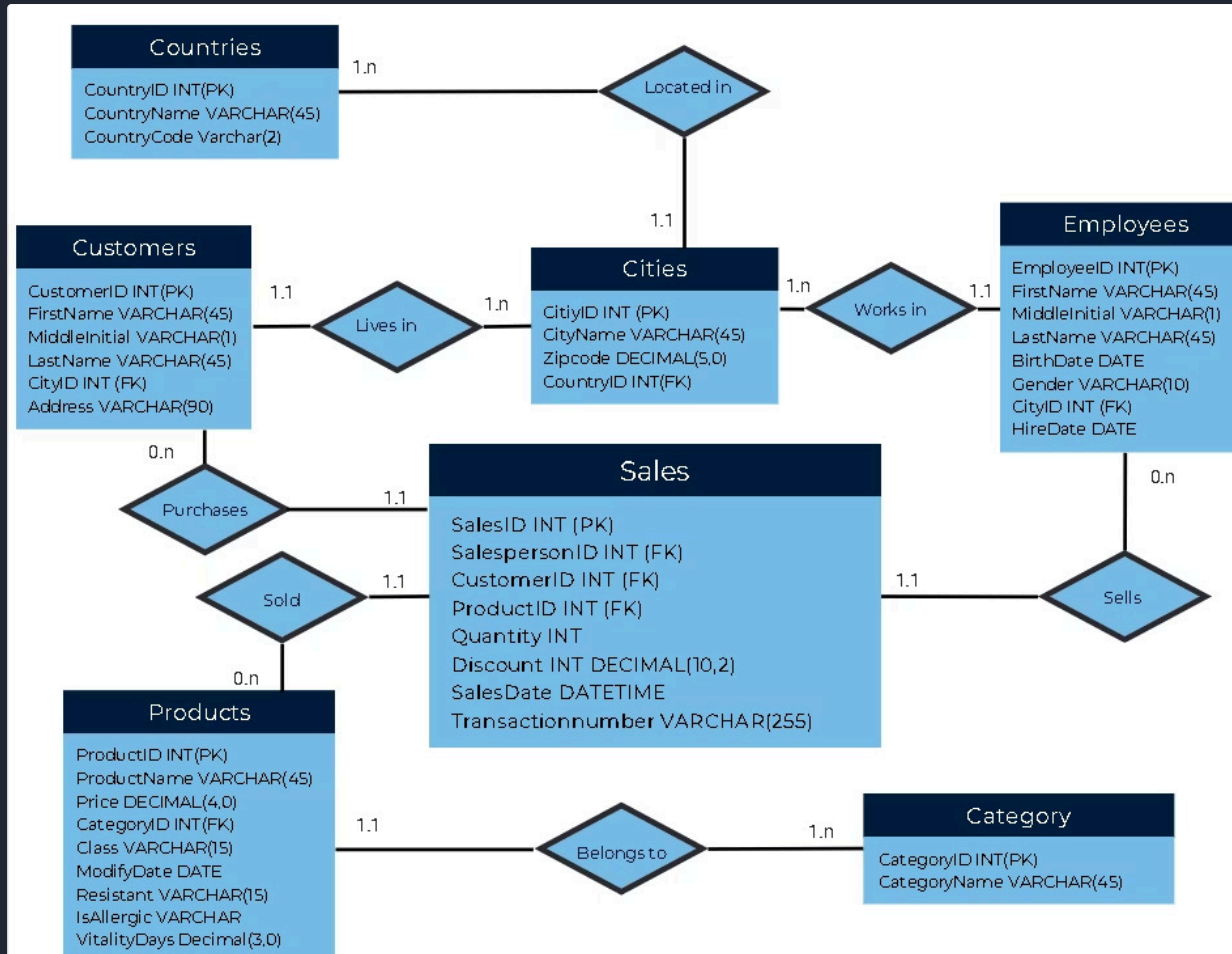 Countries
CountryID INT(PK)
CountryName VARCHAR(45)
CountryCode Varchar(2)
1.n
Located in
1.1
Customers
CustomerID INT(PK)
FirstName VARCHAR(45)
MiddleInitial VARCHAR(1)
LastName VARCHAR(45)
CityID INT (FK)
Address VARCHAR(90)
1.1
Lives in
1.n
Cities
CitiyID INT (PK)
CityName VARCHAR(45)
Zipcode DECIMAL(5,0)
CountryID INT(FK)
1.n
Works in
1.1
Employees
EmployeeID INT(PK)
FirstName VARCHAR(45)
MiddleInitial VARCHAR(1)
LastName VARCHAR(45)
BirthDate DATE
Gender VARCHAR(10)
CityID INT (FK)
HireDate DATE
0.n
Purchases
1.1
Sold
1.1
0.n
Sales
SalesID INT (PK)
SalespersonID INT (FK)
CustomerID INT (FK)
ProductID INT (FK)
Quantity INT
Discount INT DECIMAL(10,2)
SalesDate DATETIME
Transactionnumber VARCHAR(255)
0.n
1.1
Sells
Products
ProductID INT(PK)
ProductName VARCHAR(45)
Price DECIMAL(4,0)
CategoryID INT(FK)
Class VARCHAR(15)
ModifyDate DATE
Resistant VARCHAR(15)
IsAllergic VARCHAR
VitalityDays Decimal(3,0)
1.1
Belongs to
1.n
Category
CategoryID INT(PK)
CategoryName VARCHAR(45)